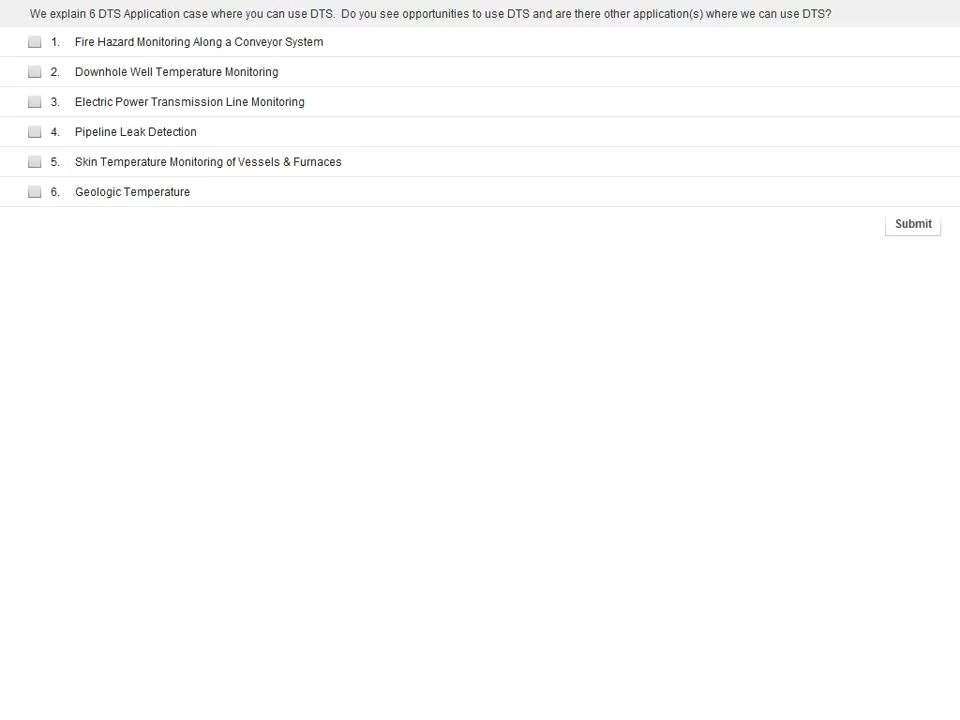 We explain 6 DTS Application case where you can use DTS.  Do you see opportunities to use DTS and are there other application(s) where we can use DTS?
1. Fire Hazard Monitoring Along a Conveyor System
2. Downhole Well Temperature Monitoring
3. Electric Power Transmission Line Monitoring
4. Pipeline Leak Detection
5. Skin Temperature Monitoring of Vessels & Furnaces
6. Geologic Temperature
Submit